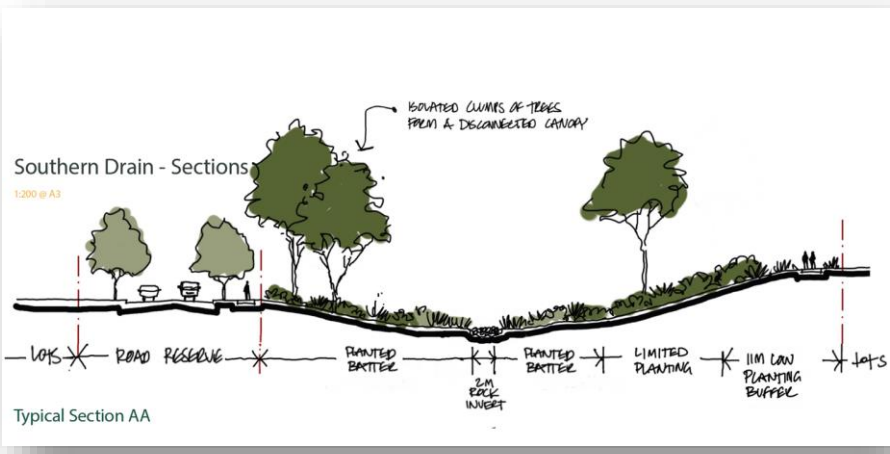 ISOLATED CLUMPS OF TREES
FORM A DISCONNECTED CANOPY
Southern Drain - Sections
1:200 @ A3
LOTS
ROAD RESERVE
PLANTED
BATTER
2M
ROCK
INVERT
PLANTED
BATTER
LIMITED
PLANTING
11M LOW
PLANTING
BUFFER
LOTS
Typical Section AA